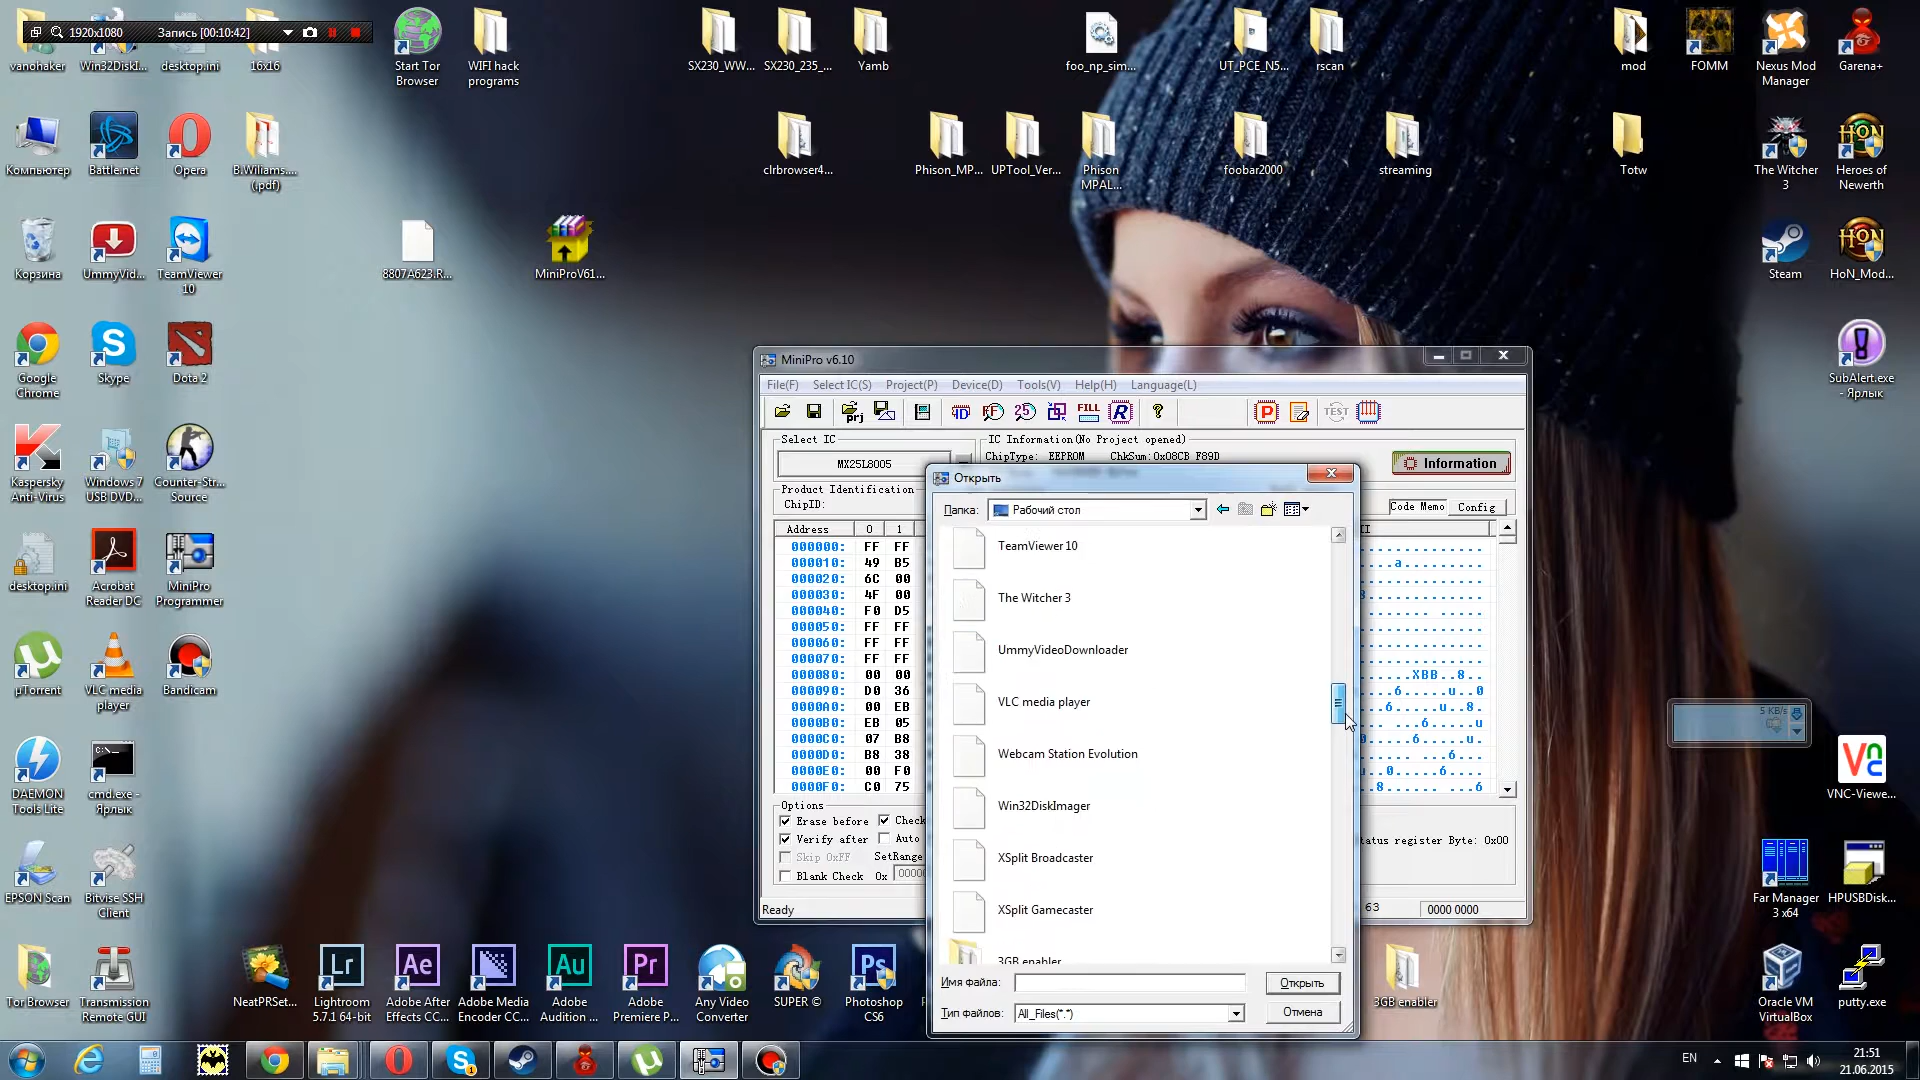 1920x1080
Запись [00:10:42]
vanohaker
Win32DiskI...
desktop.ini
16x16
Start Tor Browser
WIFI hack programs
SX230_WW...
SX230_235_...
Yamb
foo_np_sim...
UT_PCE_N5...
rscan
mod
FOMM
Nexus Mod Manager
Garena+
Компьютер
Battle.net
Opera
B.Wiliams.... (.pdf)
clrbrowser4...
Phison_MP...
UPTool_Ver...
Phison MPAL...
foobar2000
streaming
Totw
The Witcher 3
Heroes of Newerth
Корзина
UmmyVid...
TeamViewer 10
8807A623.R...
MiniProV61...
Steam
HoN_Mod...
Google Chrome
Skype
Dota 2
SubAlert.exe - Ярлык
Kaspersky Anti-Virus
Windows 7 USB DVD...
Counter-Str... Source
desktop.ini
Acrobat Reader DC
MiniPro Programmer
µTorrent
VLC media player
Bandicam
DAEMON Tools Lite
cmd.exe - Ярлык
EPSON Scan
Bitvise SSH Client
Tor Browser
Transmission Remote GUI
NeatPRSet...
Lightroom 5.7.1 64-bit
Adobe After Effects CC...
Adobe Media Encoder CC...
Adobe Audition ...
Adobe Premiere P...
Any Video Converter
SUPER ©
Photoshop CS6
3GB enabler
5 KB/s
VNC-Viewe...
Far Manager 3 x64
HPUSBDisk...
Oracle VM VirtualBox
putty.exe
MiniPro v6.10
File(F) Select IC(S) Project(P) Device(D) Tools(V) Help(H) Language(L)
Select IC
MX25L8005
IC Information(No Project opened)
ChipType: EEPROM ChkSum:0x08CB F89D
Information
Product Identification
ChipID:
Code Memo
Config
Address 0 1
000000: FF FF
000010: 49 B5
000020: 6C 00
000030: 4F 00
000040: F0 D5
000050: FF FF
000060: FF FF
000070: FF FF
000080: 00 00
000090: D0 36
0000A0: 00 EB
0000B0: EB 05
0000C0: 07 B8
0000D0: B8 38
0000E0: 00 F0
0000F0: C0 75
Options
Erase before
Check
Verify after
Auto
Skip 0xFF
SetRange
Blank Check
0x
Status register Byte: 0x00
Ready
63
0000 0000
Открыть
Папка: Рабочий стол
TeamViewer 10
The Witcher 3
UmmyVideoDownloader
VLC media player
Webcam Station Evolution
Win32DiskImager
XSplit Broadcaster
XSplit Gamecaster
3GB enabler
Имя файла:
Открыть
Тип файлов: All_Files(*.*)
Отмена
EN
21:51
21.06.2015